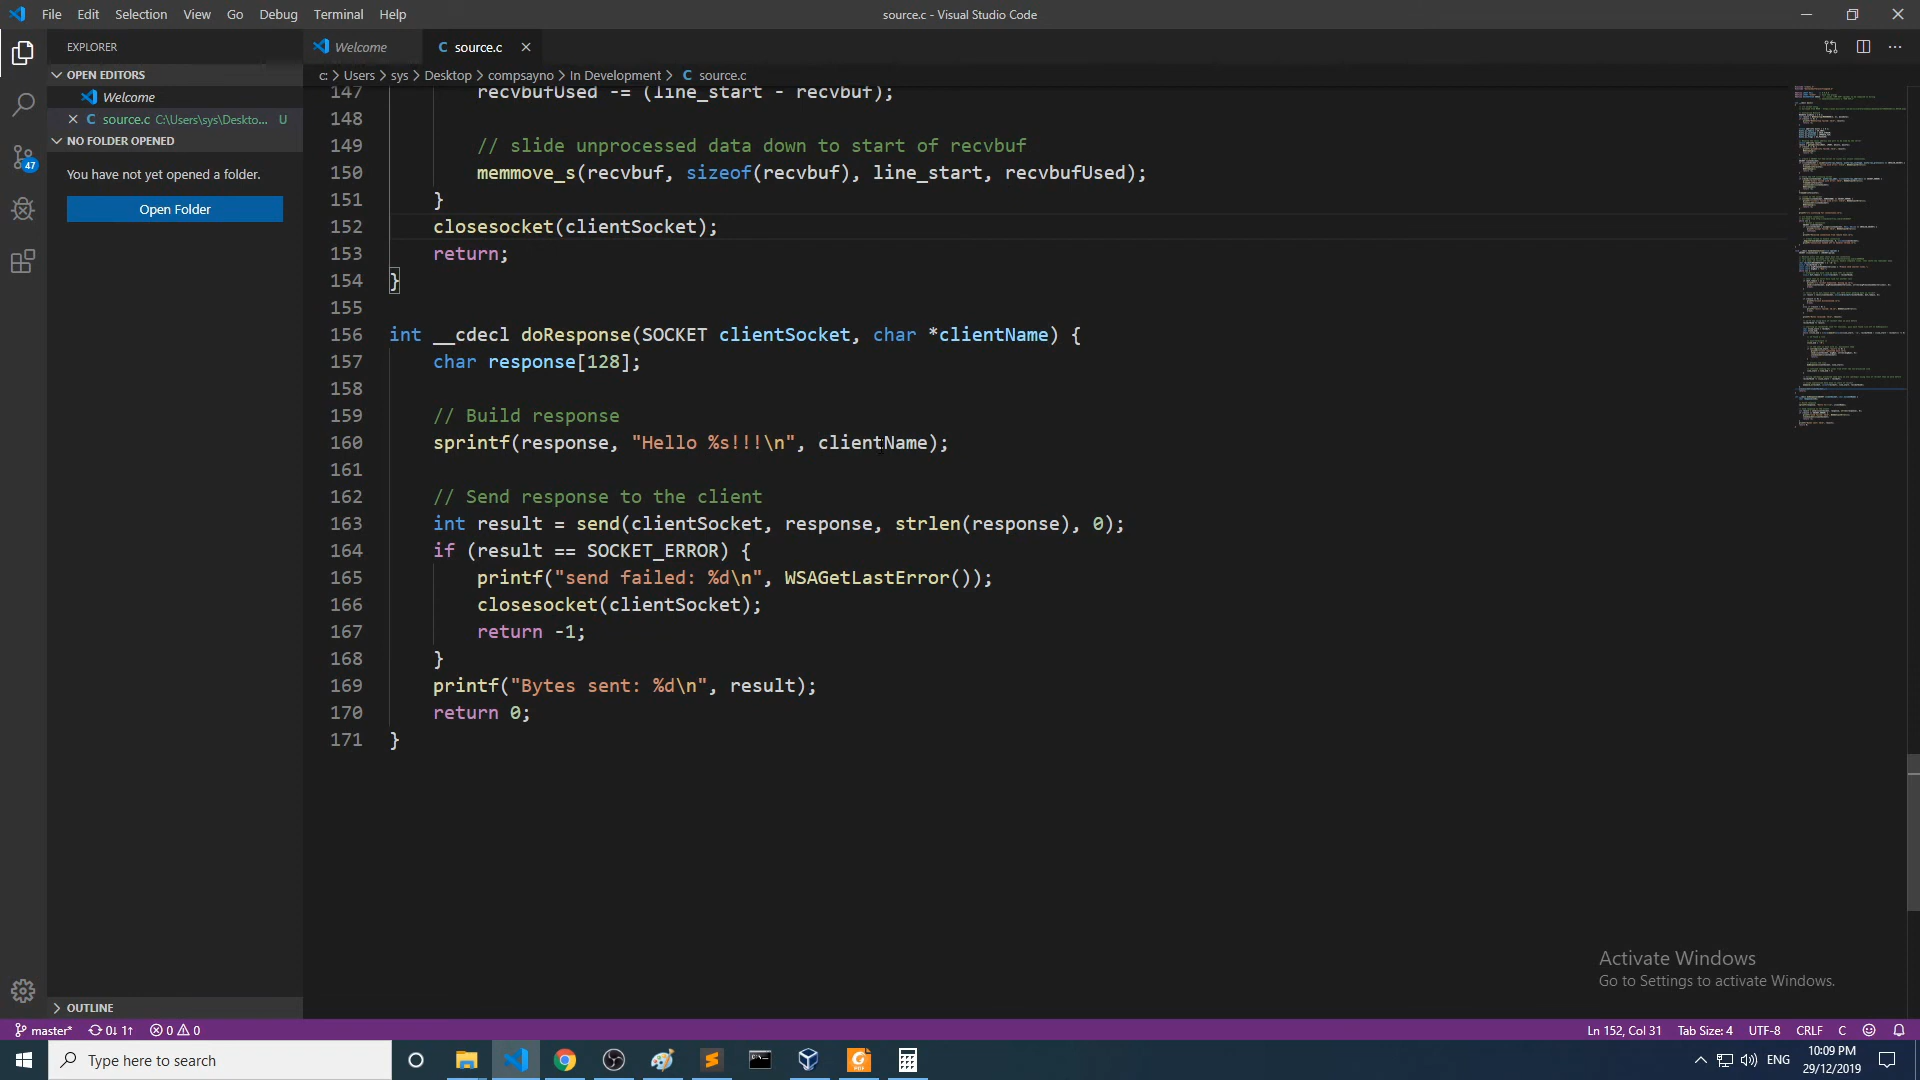 File Edit Selection View Go Debug Terminal Help
source.c - Visual Studio Code
EXPLORER
Welcome
C source.c
OPEN EDITORS
Welcome
C source.c C:\Users\sys\Deskto... U
NO FOLDER OPENED
You have not yet opened a folder.
Open Folder
47
OUTLINE
c: > Users > sys > Desktop > compsayno > In Development > C source.c
147 recvbufUsed -= (line_start - recvbuf);
148
149 // slide unprocessed data down to start of recvbuf
150 memmove_s(recvbuf, sizeof(recvbuf), line_start, recvbufUsed);
151 }
152 closesocket(clientSocket);
153 return;
154 }
155
156 int __cdecl doResponse(SOCKET clientSocket, char *clientName) {
157 char response[128];
158
159 // Build response
160 sprintf(response, "Hello %s!!!\n", clientName);
161
162 // Send response to the client
163 int result = send(clientSocket, response, strlen(response), 0);
164 if (result == SOCKET_ERROR) {
165 printf("send failed: %d\n", WSAGetLastError());
166 closesocket(clientSocket);
167 return -1;
168 }
169 printf("Bytes sent: %d\n", result);
170 return 0;
171 }
Activate Windows
Go to Settings to activate Windows.
master* 0↓ 1↑ 0 0
Ln 152, Col 31 Tab Size: 4 UTF-8 CRLF C
Type here to search
ENG
10:09 PM
29/12/2019